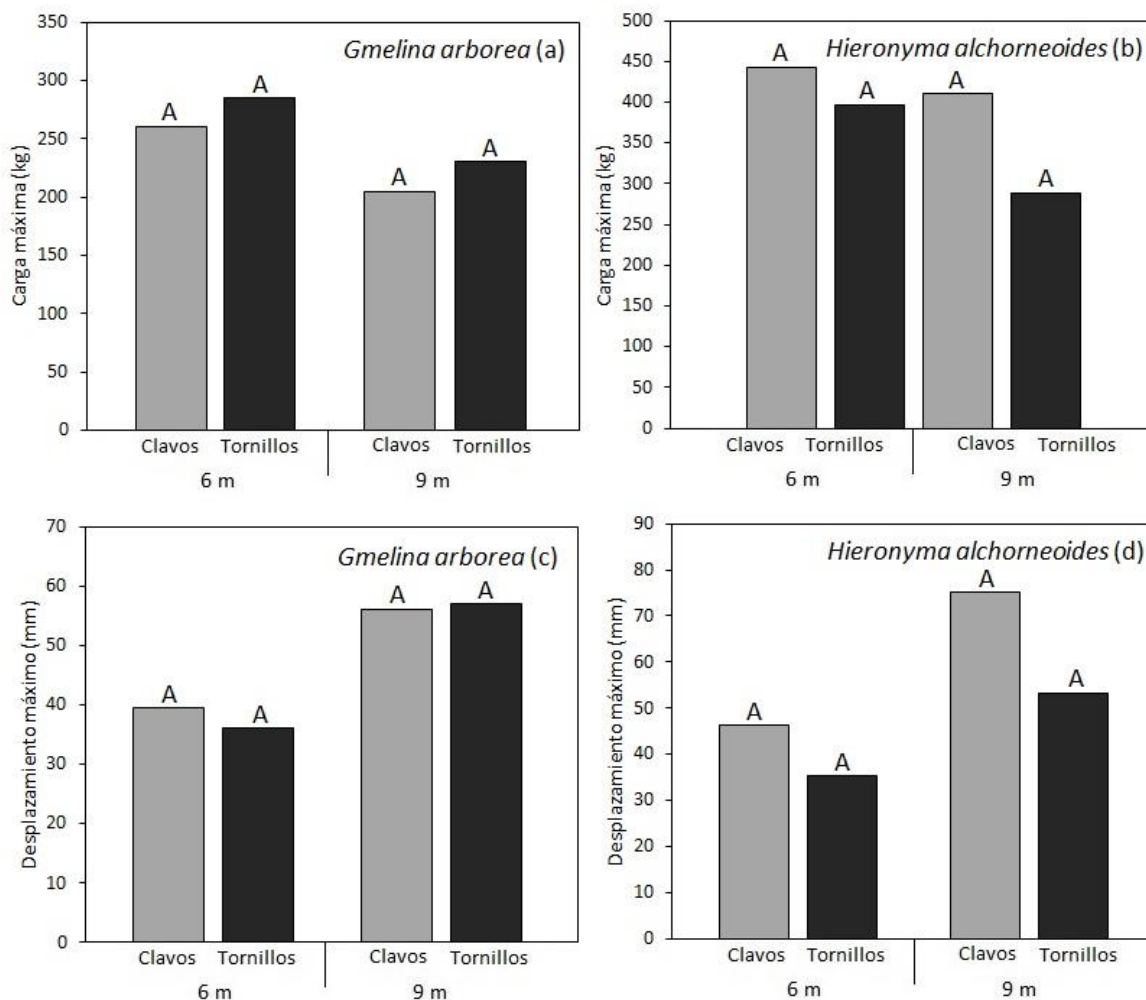 Gmelina arborea (a)
Carga máxima (kg)
350
300
250
200
150
100
50
0
A
A
A
A
Clavos Tornillos Clavos Tornillos
6 m 9 m
Hieronyma alchorneoides (b)
Carga máxima (kg)
500
450
400
350
300
250
200
150
100
50
0
A
A
A
A
Clavos Tornillos Clavos Tornillos
6 m 9 m
Gmelina arborea (c)
Desplazamiento máximo (mm)
70
60
50
40
30
20
10
0
A
A
A
A
Clavos Tornillos Clavos Tornillos
6 m 9 m
Hieronyma alchorneoides (d)
Desplazamiento máximo (mm)
90
80
70
60
50
40
30
20
10
0
A
A
A
A
Clavos Tornillos Clavos Tornillos
6 m 9 m